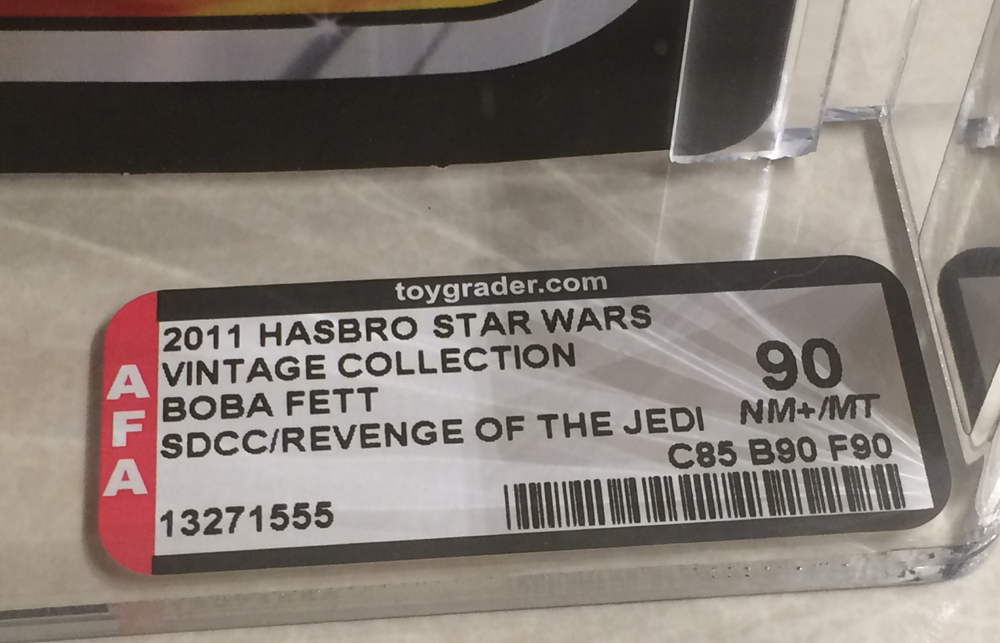 toygrader.com
2011 HASBRO STAR WARS
VINTAGE COLLECTION
BOBA FETT
SDCC/REVENGE OF THE JEDI
90
NM+/MT
C85 B90 F90
13271555
AFA